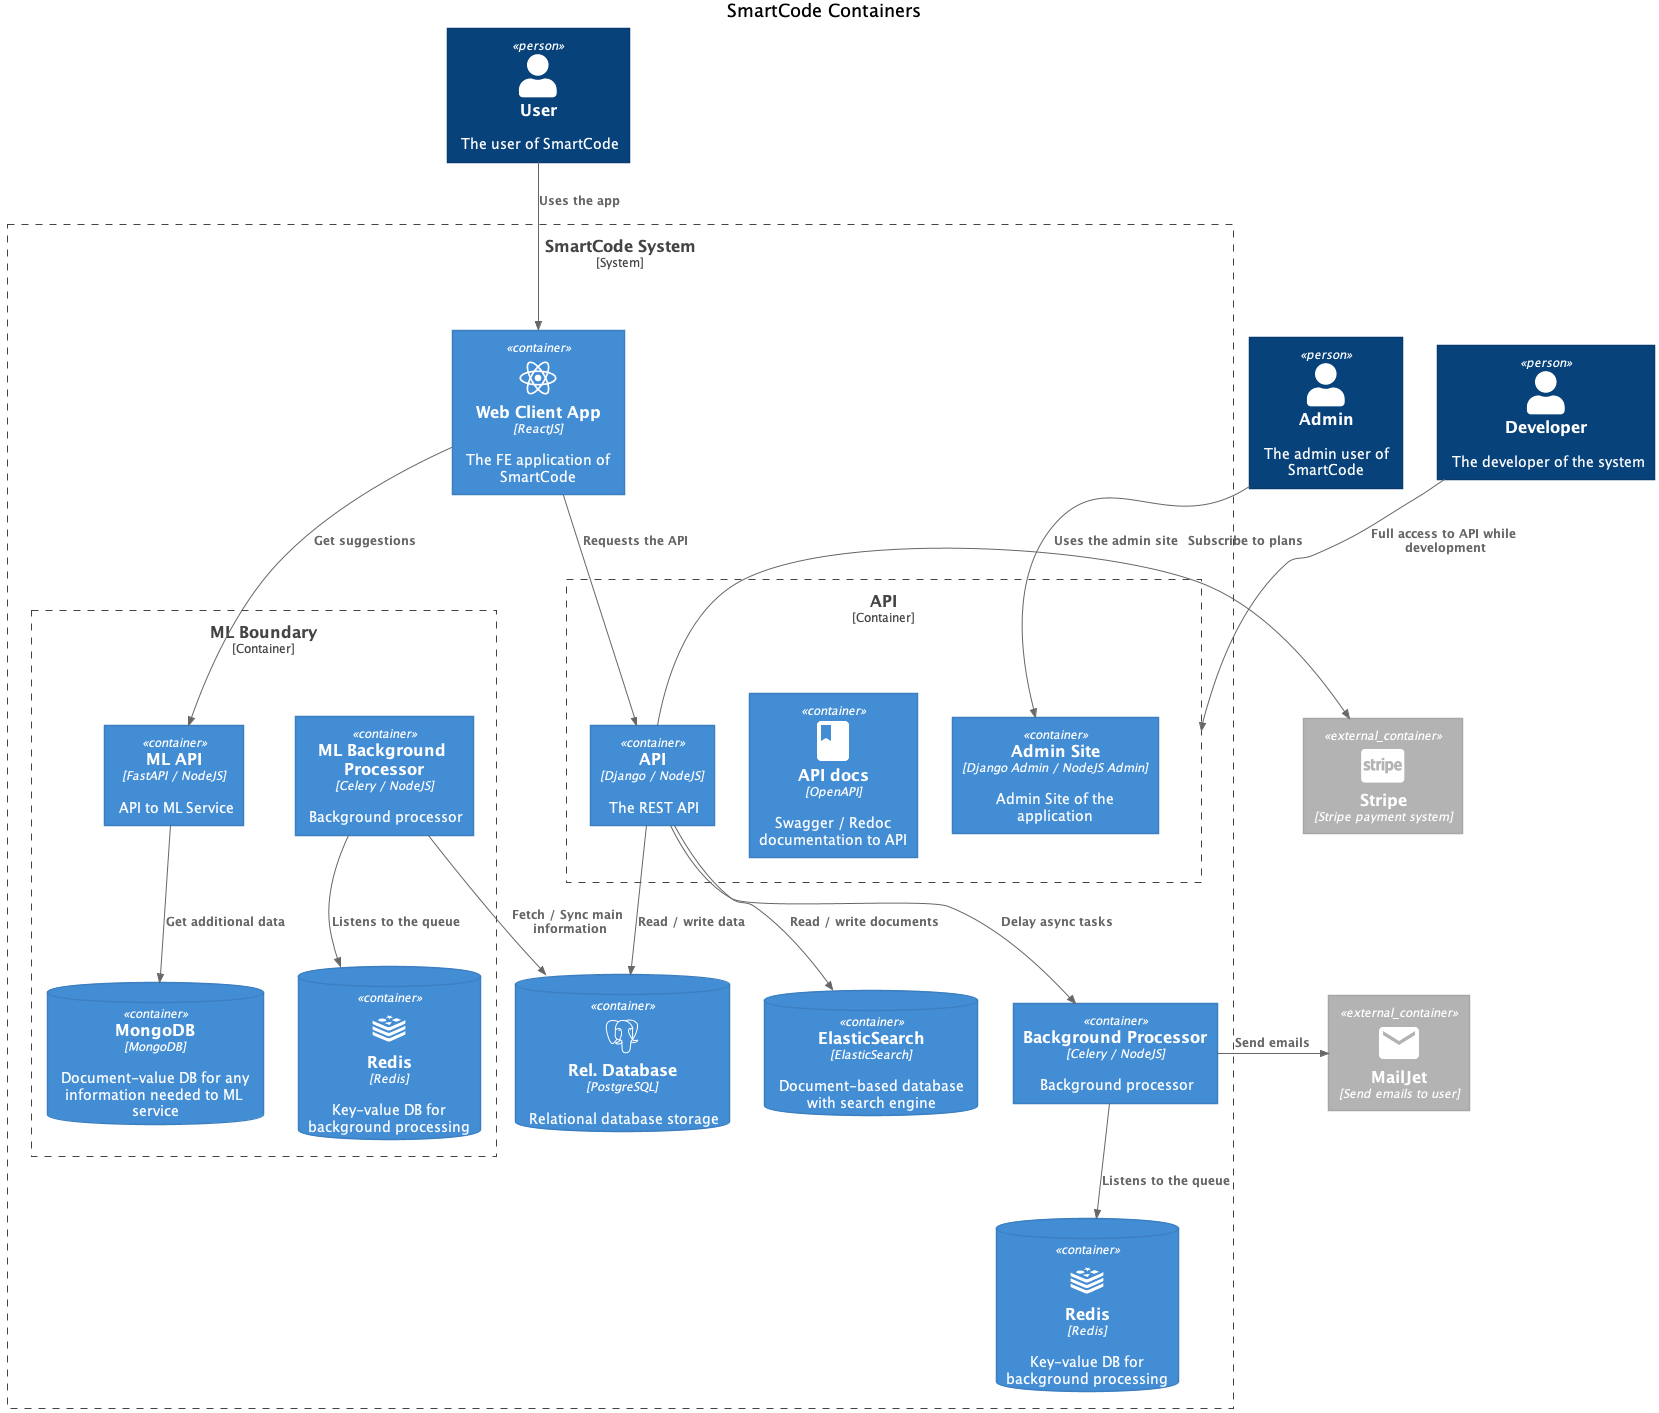 SmartCode Containers
«person»
User
The user of SmartCode
Uses the app
SmartCode System
[System]
«container»
Web Client App
[ReactJS]
The FE application of
SmartCode
«person»
Admin
The admin user of
SmartCode
«person»
Developer
The developer of the system
Get suggestions
Requests the API
Uses the admin site
Subscribe to plans
Full access to API while
development
ML Boundary
[Container]
API
[Container]
«container»
ML API
[FastAPI / NodeJS]
API to ML Service
«container»
ML Background
Processor
[Celery / NodeJS]
Background processor
«container»
API
[Django / NodeJS]
The REST API
«container»
API docs
[OpenAPI]
Swagger / Redoc
documentation to API
«container»
Admin Site
[Django Admin / NodeJS Admin]
Admin Site of the
application
«external_container»
stripe
Stripe
[Stripe payment system]
Get additional data
Listens to the queue
Fetch / Sync main
information
Read / write data
Read / write documents
Delay async tasks
«container»
MongoDB
[MongoDB]
Document-value DB for any
information needed to ML
service
«container»
Redis
[Redis]
Key-value DB for
background processing
«container»
Rel. Database
[PostgreSQL]
Relational database storage
«container»
ElasticSearch
[ElasticSearch]
Document-based database
with search engine
«container»
Background Processor
[Celery / NodeJS]
Background processor
Send emails
«external_container»
MailJet
[Send emails to user]
Listens to the queue
«container»
Redis
[Redis]
Key-value DB for
background processing